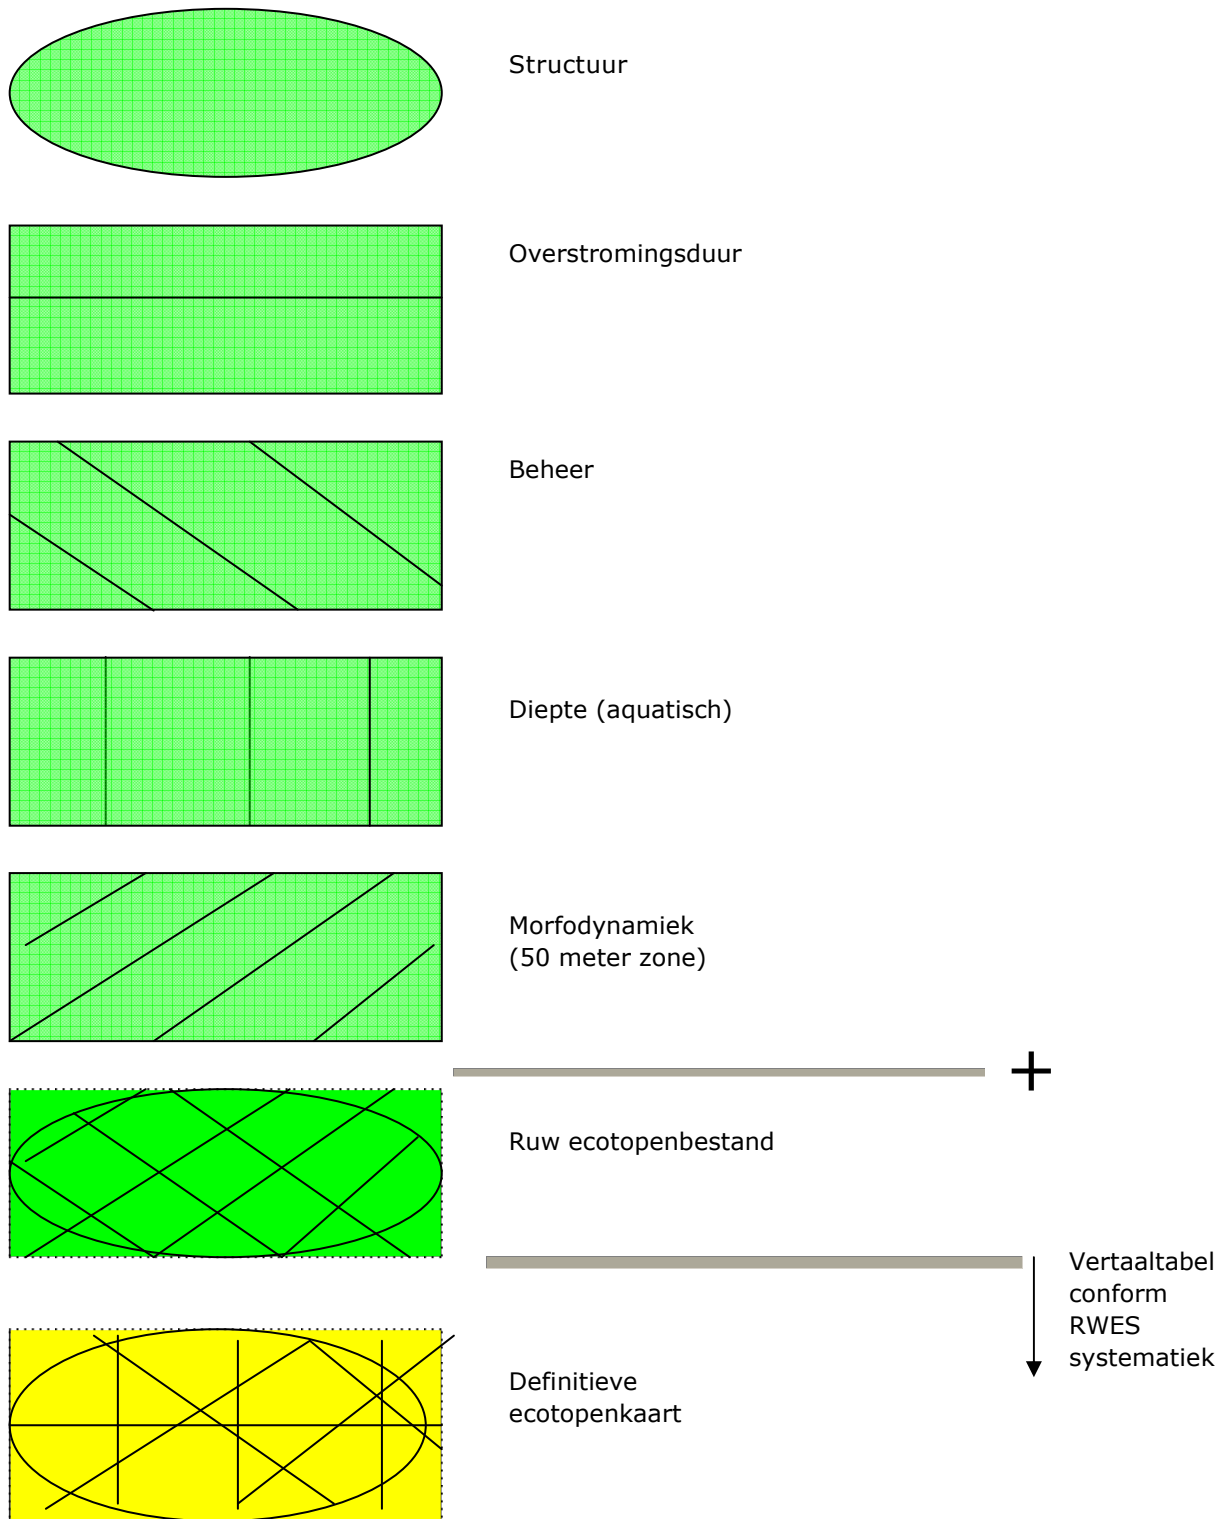 Structuur
Overstromingsduur
Beheer
Diepte (aquatisch)
Morfodynamiek
(50 meter zone)
+
Ruw ecotopenbestand
Vertaaltabel
conform
RWES
systematiek
Definitieve
ecotopenkaart